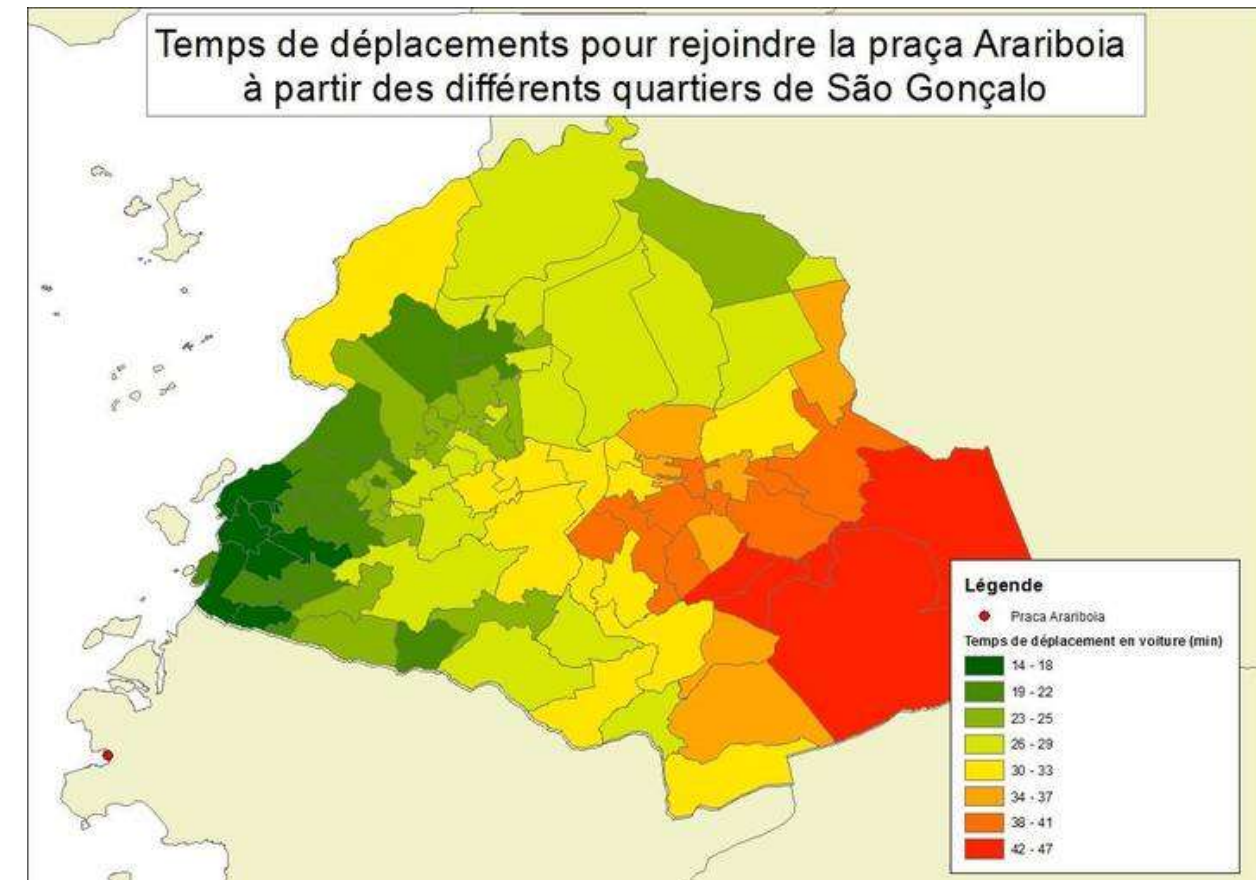 Temps de déplacements pour rejoindre la praça Arariboia
à partir des différents quartiers de São Gonçalo
Légende
Praca Arariboia
Temps de déplacement en voiture (min)
14 - 18
19 - 22
23 - 25
26 - 29
30 - 33
34 - 37
38 - 41
42 - 47